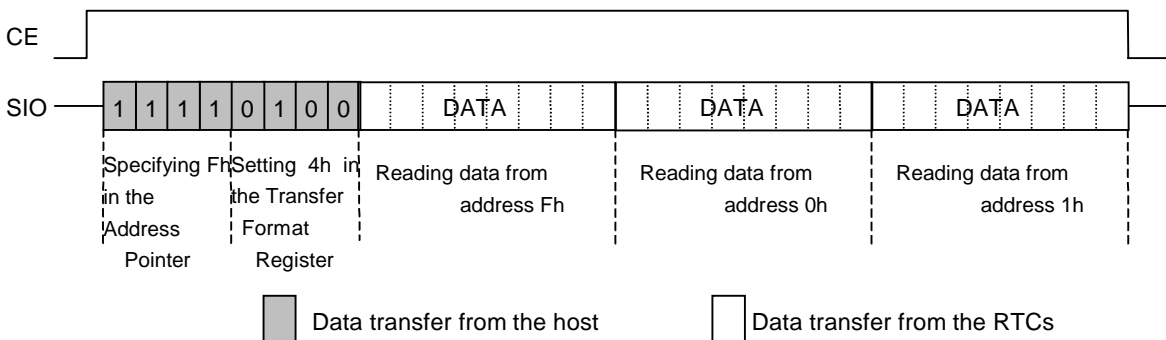 CE
SIO 1 1 1 1 0 1 0 0 DATA DATA DATA
Specifying Fh in the Address Pointer
Setting 4h in the Transfer Format Register
Reading data from address Fh
Reading data from address 0h
Reading data from address 1h
Data transfer from the host
Data transfer from the RTCs